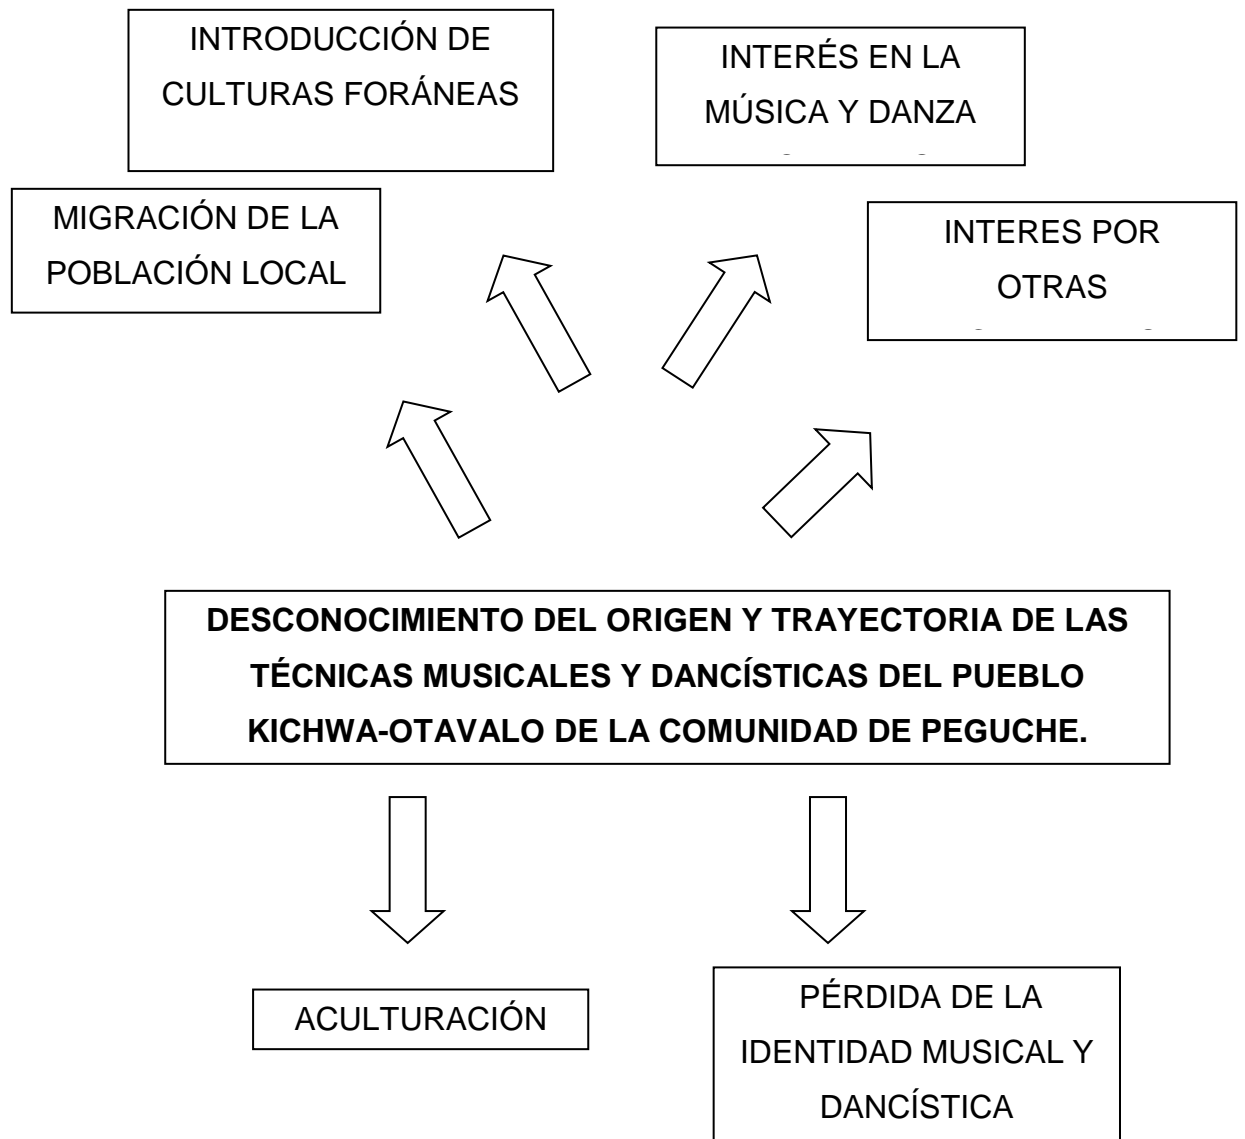 INTRODUCCIÓN DE
CULTURAS FORÁNEAS
INTERÉS EN LA
MÚSICA Y DANZA
MIGRACIÓN DE LA
POBLACIÓN LOCAL
INTERES POR
OTRAS
DESCONOCIMIENTO DEL ORIGEN Y TRAYECTORIA DE LAS
TÉCNICAS MUSICALES Y DANCÍSTICAS DEL PUEBLO
KICHWA-OTAVALO DE LA COMUNIDAD DE PEGUCHE.
ACULTURACIÓN
PÉRDIDA DE LA
IDENTIDAD MUSICAL Y
DANCÍSTICA